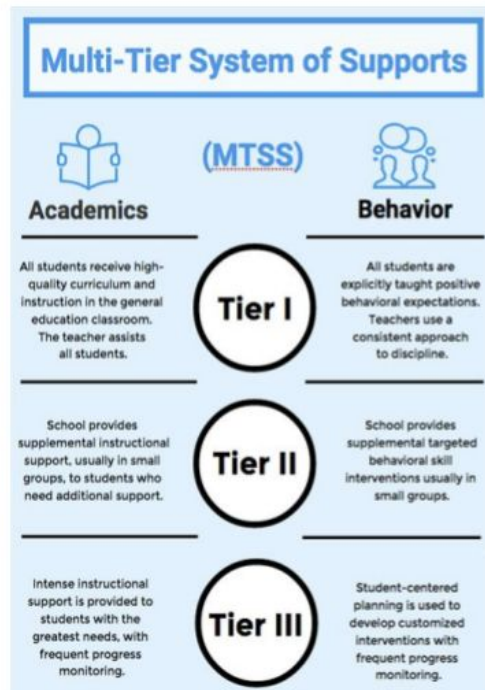 Multi-Tier System of Supports
(MTSS)
Academics
Behavior
All students receive high-
quality curriculum and
instruction in the general
education classroom.
The teacher assists
all students.
Tier I
All students are
explicitly taught positive
behavioral expectations.
Teachers use a
consistent approach
to discipline.
School provides
supplemental instructional
support, usually in small
groups, to students who
need additional support.
Tier II
School provides
supplemental targeted
behavioral skill
interventions usually in
small groups.
Intense instructional
support is provided to
students with the
greatest needs, with
frequent progress
monitoring.
Tier III
Student-centered
planning is used to
develop customized
interventions with
frequent progress
monitoring.